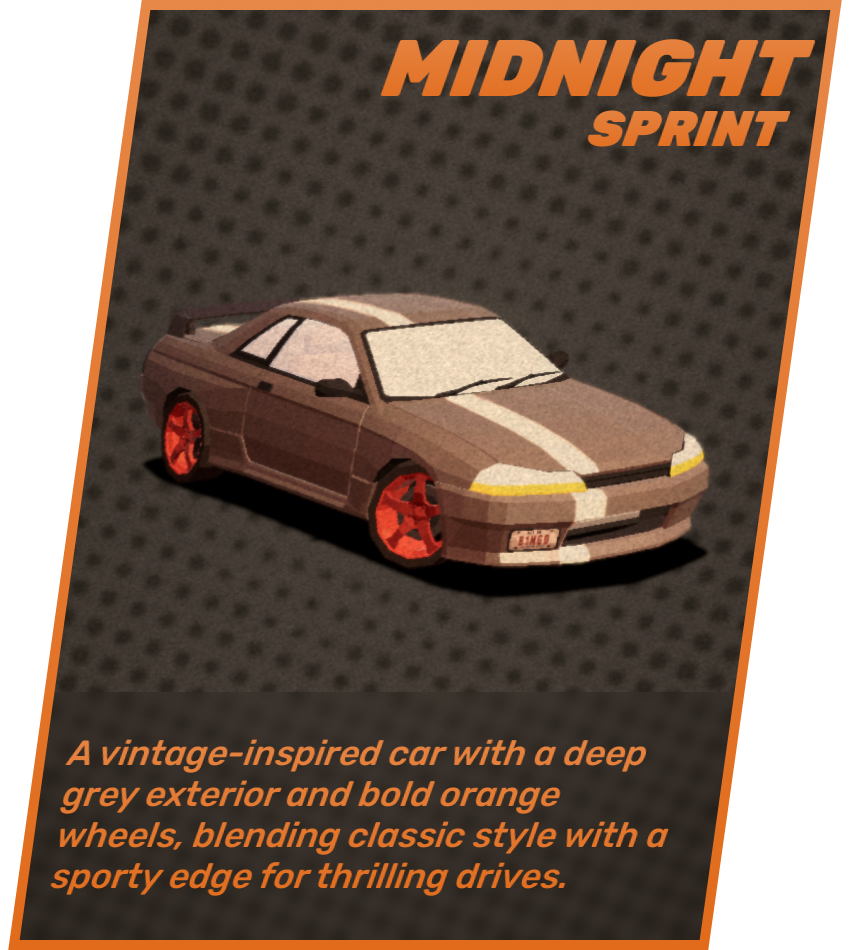 MIDNIGHT
SPRINT
B1NGO
A vintage-inspired car with a deep
grey exterior and bold orange
wheels, blending classic style with a
sporty edge for thrilling drives.